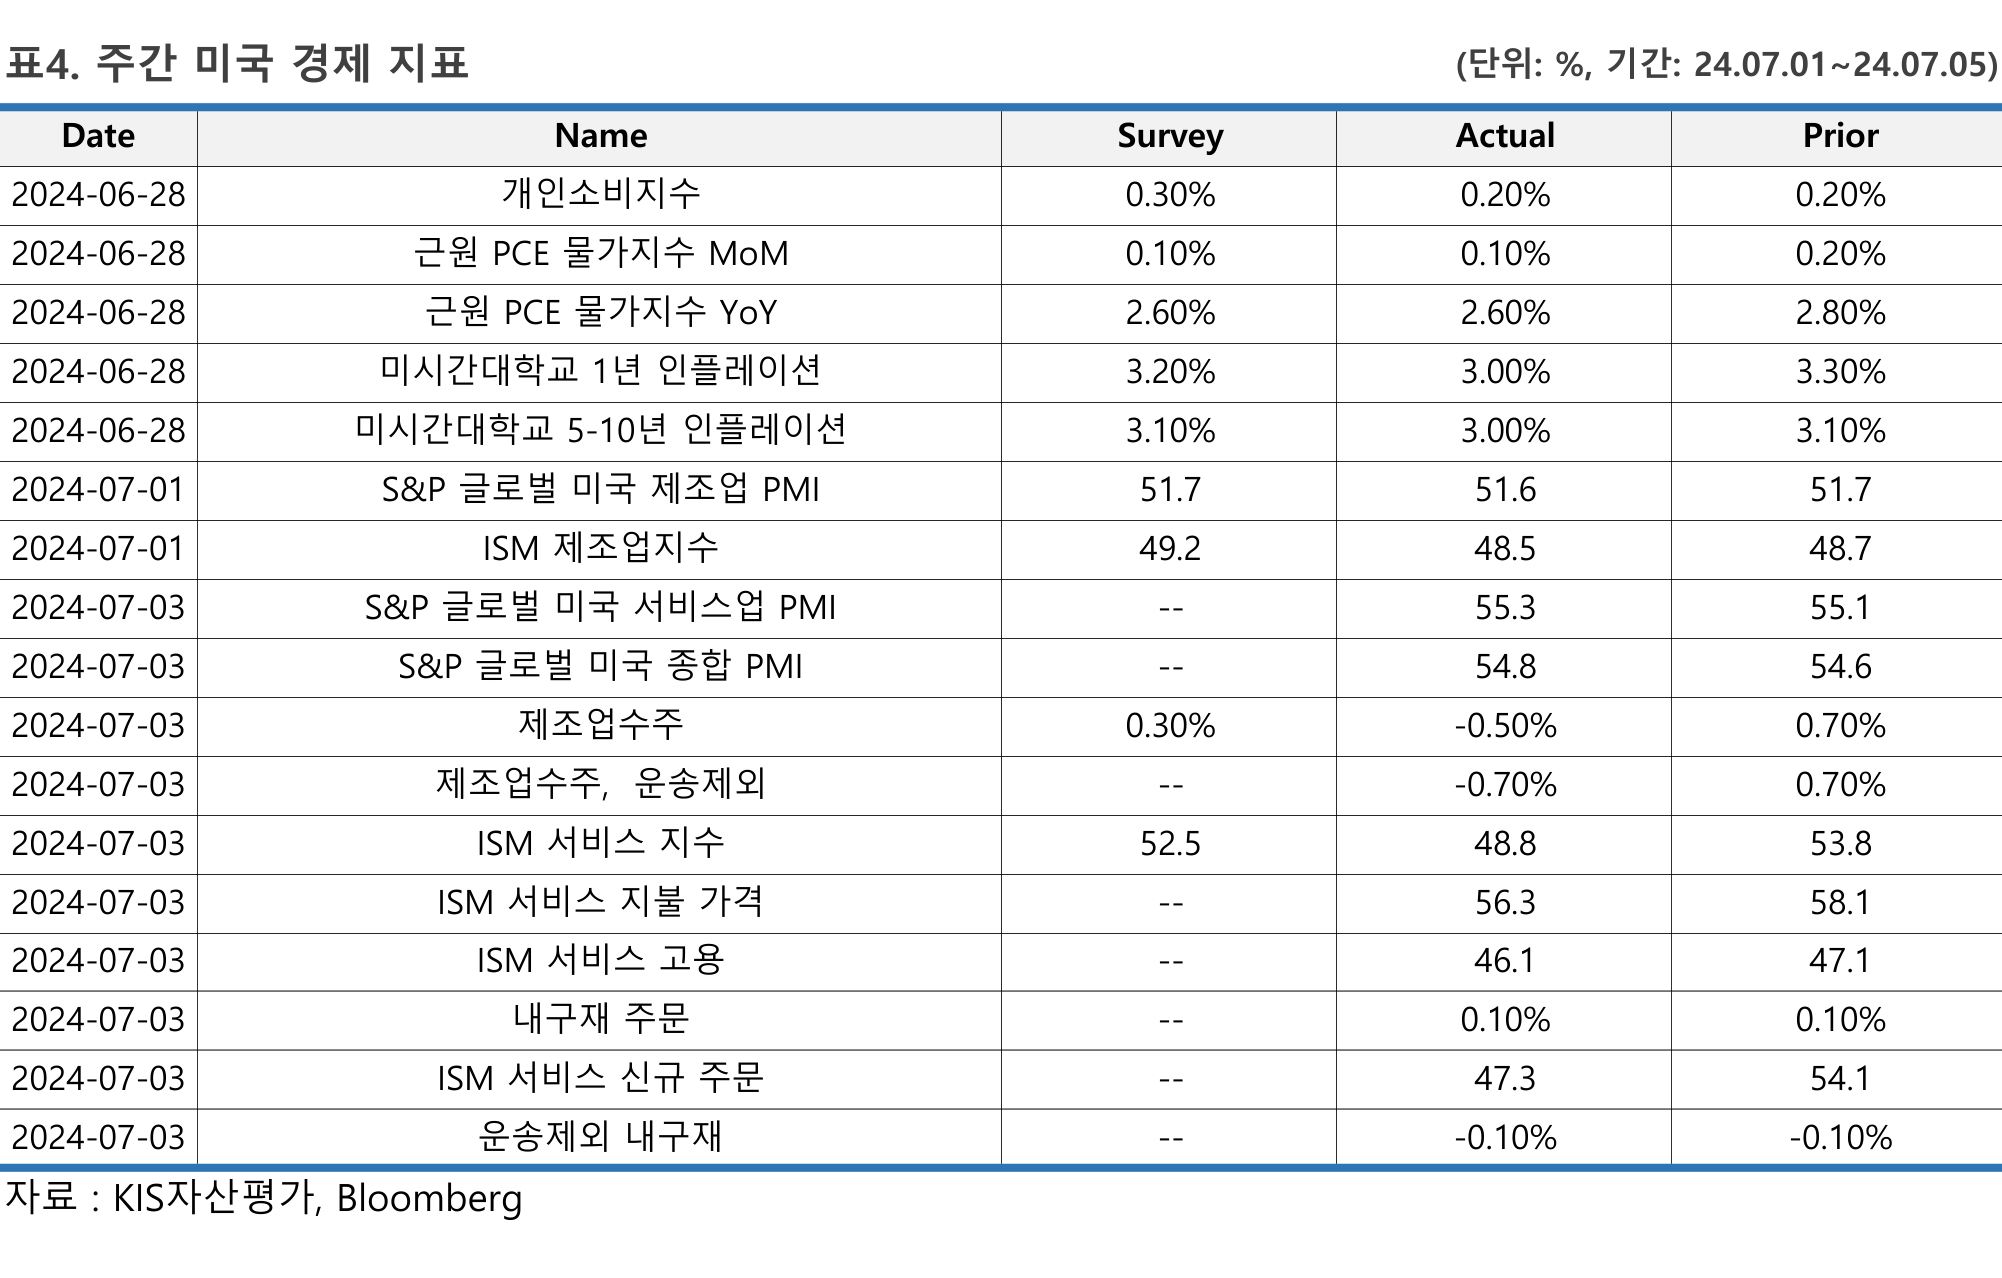 표4. 주간 미국 경제 지표 (단위: %, 기간: 24.07.01~24.07.05)
Date Name Survey Actual Prior
2024-06-28 개인소비지수 0.30% 0.20% 0.20%
2024-06-28 근원 PCE 물가지수 MoM 0.10% 0.10% 0.20%
2024-06-28 근원 PCE 물가지수 YoY 2.60% 2.60% 2.80%
2024-06-28 미시간대학교 1년 인플레이션 3.20% 3.00% 3.30%
2024-06-28 미시간대학교 5-10년 인플레이션 3.10% 3.00% 3.10%
2024-07-01 S&P 글로벌 미국 제조업 PMI 51.7 51.6 51.7
2024-07-01 ISM 제조업지수 49.2 48.5 48.7
2024-07-03 S&P 글로벌 미국 서비스업 PMI -- 55.3 55.1
2024-07-03 S&P 글로벌 미국 종합 PMI -- 54.8 54.6
2024-07-03 제조업수주 0.30% -0.50% 0.70%
2024-07-03 제조업수주, 운송제외 -- -0.70% 0.70%
2024-07-03 ISM 서비스 지수 52.5 48.8 53.8
2024-07-03 ISM 서비스 지불 가격 -- 56.3 58.1
2024-07-03 ISM 서비스 고용 -- 46.1 47.1
2024-07-03 내구재 주문 -- 0.10% 0.10%
2024-07-03 ISM 서비스 신규 주문 -- 47.3 54.1
2024-07-03 운송제외 내구재 -- -0.10% -0.10%
자료 : KIS자산평가, Bloomberg